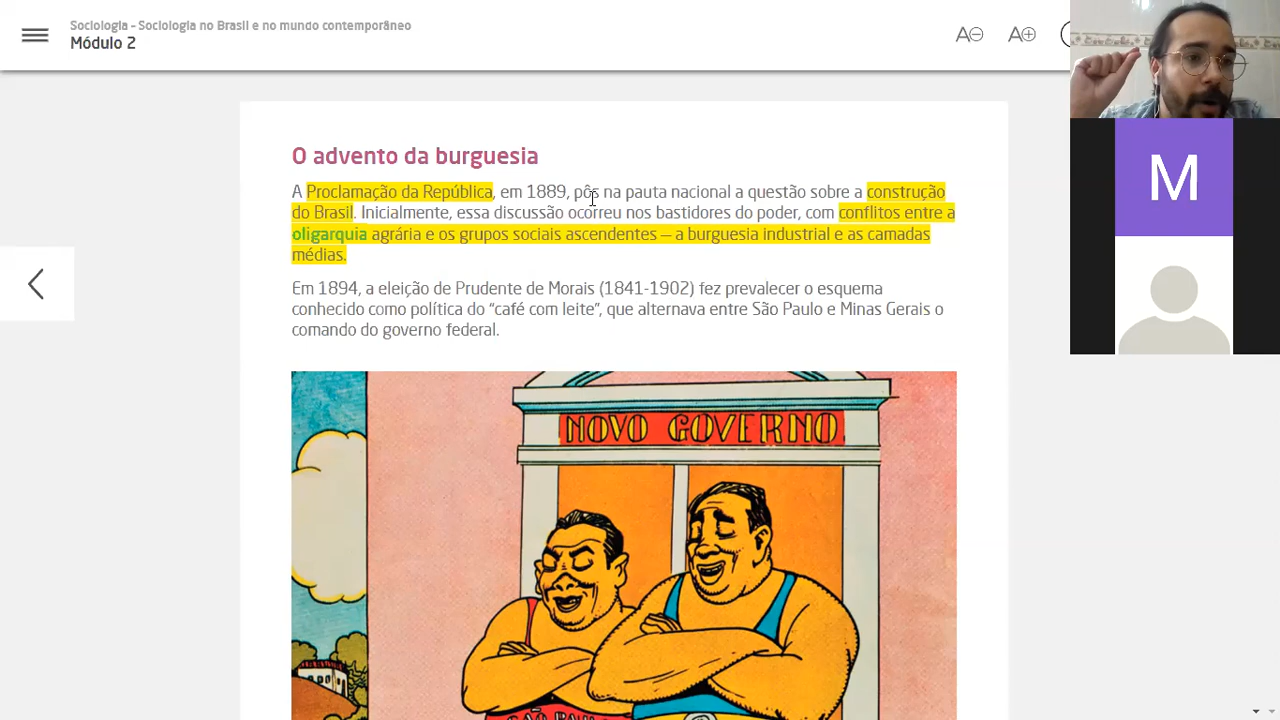 Sociologia - Sociologia no Brasil e no mundo contemporâneo
Módulo 2
A
A
M
O advento da burguesia
A Proclamação da República, em 1889, pôs na pauta nacional a questão sobre a construção
do Brasil. Inicialmente, essa discussão ocorreu nos bastidores do poder, com conflitos entre a
oligarquia agrária e os grupos sociais ascendentes — a burguesia industrial e as camadas
médias.
Em 1894, a eleição de Prudente de Morais (1841-1902) fez prevalecer o esquema
conhecido como política do “café com leite”, que alternava entre São Paulo e Minas Gerais o
comando do governo federal.
NOVO GOVERNO
SÃO PAULO